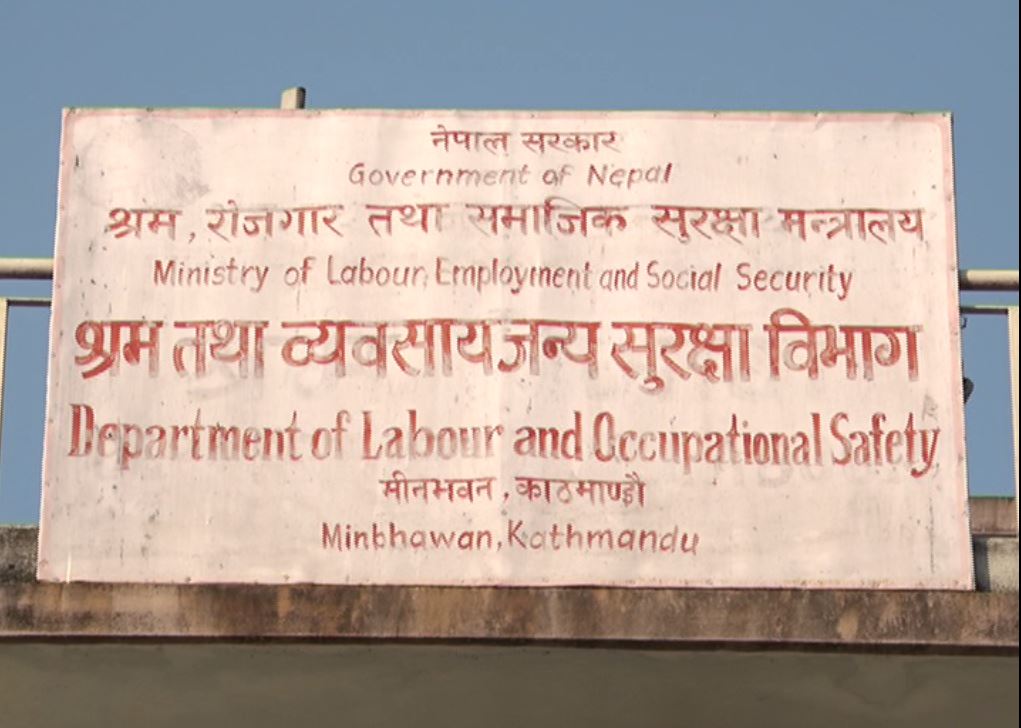 नेपाल सरकार
Government of Nepal
श्रम, रोजगार तथा समाजिक सुरक्षा मन्त्रालय
Ministry of Labour, Employment and Social Security
श्रम तथा व्यवसायजन्य सुरक्षा विभाग
Department of Labour and Occupational Safety
मीनभवन, काठमाण्डौ
Minbhawan, Kathmandu